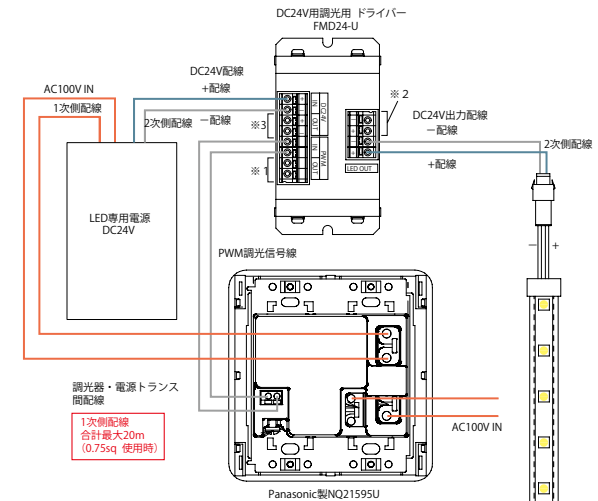 DC24V用調光用 ドライバー
FMD24-U
DC24V配線
+配線
AC100V IN
1次側配線
2次側配線
－配線
※3
※1
DC24V
IN
OUT
PWM
IN
OUT
※2
LED OUT
DC24V出力配線
－配線
+配線
2次側配線
－
+
LED専用電源
DC24V
PWM調光信号線
調光器・電源トランス
間配線
1次側配線
合計最大20m
（0.75sq 使用時）
AC100V IN
Panasonic製NQ21595U